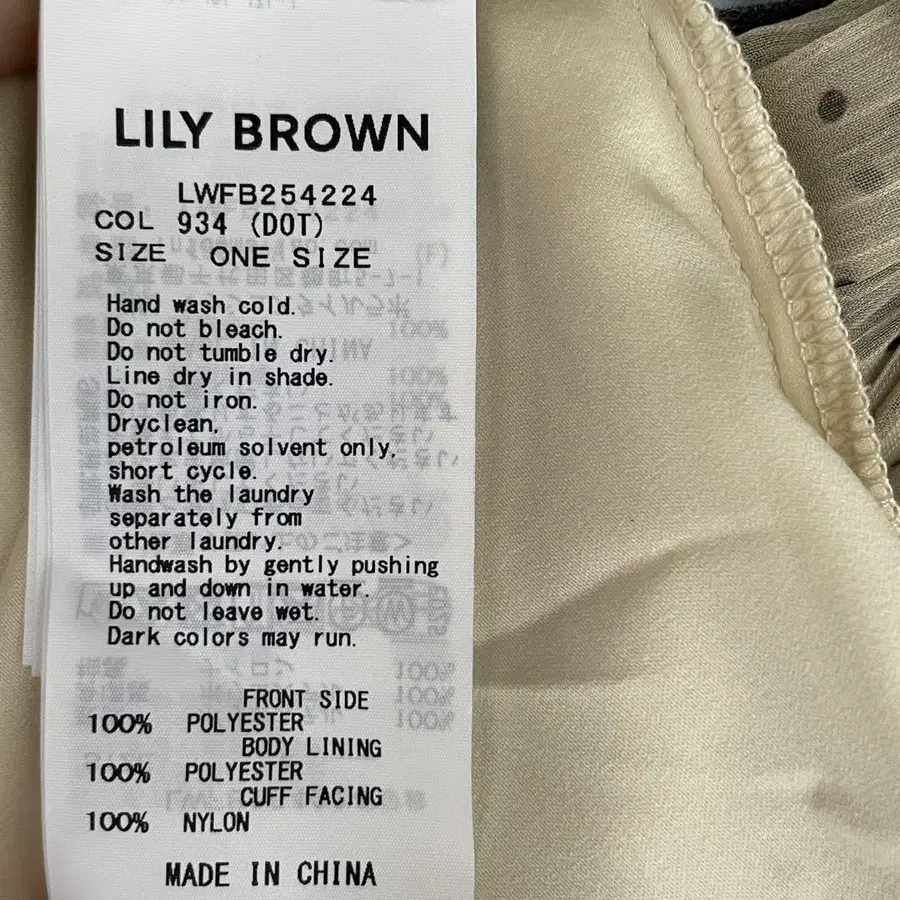 LILY BROWN
LWFB254224
COL 934 (DOT)
SIZE ONE SIZE
Hand wash cold.
Do not bleach.
Do not tumble dry.
Line dry in shade.
Do not iron.
Dryclean,
petroleum solvent only,
short cycle.
Wash the laundry
separately from
other laundry.
Handwash by gently pushing
up and down in water.
Do not leave wet.
Dark colors may run.
FRONT SIDE
100% POLYESTER
BODY LINING
100% POLYESTER
CUFF FACING
100% NYLON
MADE IN CHINA